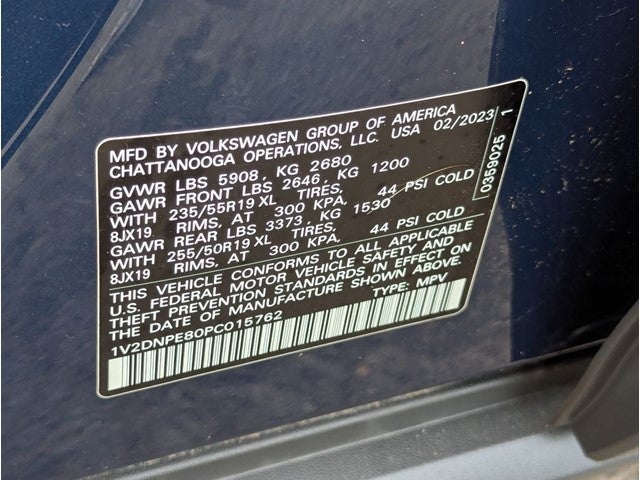 MFD BY VOLKSWAGEN GROUP OF AMERICA
CHATTANOOGA OPERATIONS, LLC. USA 02/2023
GVWR LBS 5908, KG 2680
GAWR FRONT LBS 2646, KG 1200
WITH 235/55R19 XL TIRES, 44 PSI COLD
8JX19 RIMS, AT 300 KPA,
GAWR REAR LBS 3373, KG 1530
WITH 255/50R19 XL TIRES, 44 PSI COLD
8JX19 RIMS, AT 300 KPA,
THIS VEHICLE CONFORMS TO ALL APPLICABLE
U.S. FEDERAL MOTOR VEHICLE SAFETY AND
THEFT PREVENTION STANDARDS IN EFFECT ON
THE DATE OF MANUFACTURE SHOWN ABOVE.
1V2DNPE80PC015762 TYPE: MPV
0359025 1